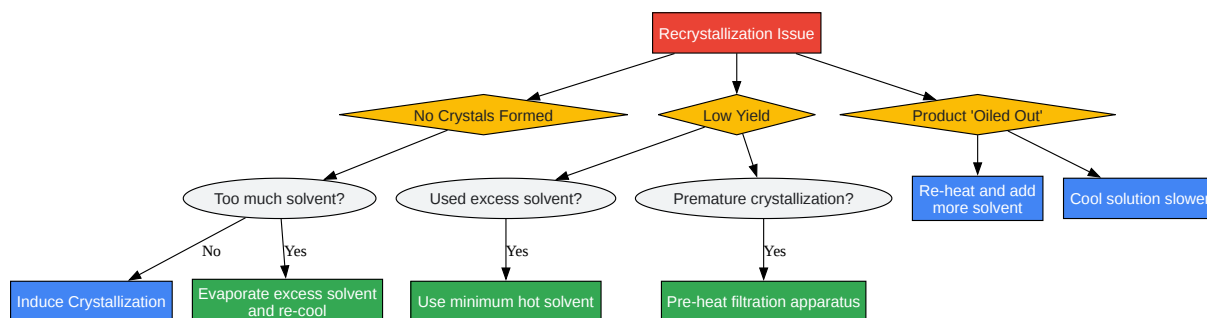 Recrystallization Issue
No Crystals Formed
Low Yield
Product 'Oiled Out'
Too much solvent?
Used excess solvent?
Premature crystallization?
Re-heat and add
more solvent
Cool solution slower
No
Yes
Yes
Yes
Induce Crystallization
Evaporate excess solvent
and re-cool
Use minimum hot solvent
Pre-heat filtration apparatus